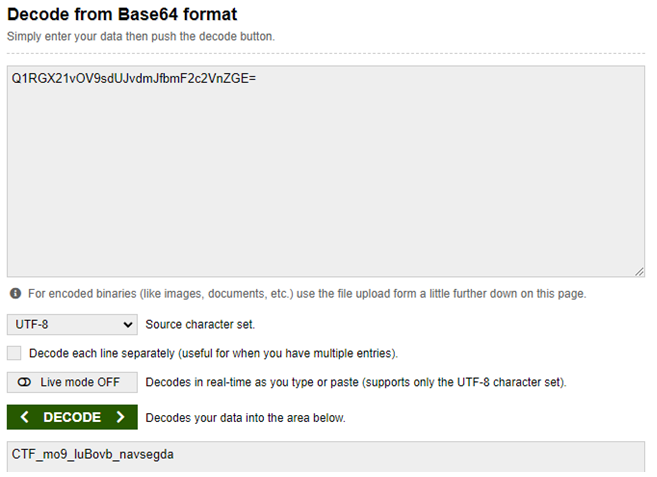 Decode from Base64 format
Simply enter your data then push the decode button.
Q1RGX21vOV9sdUJvdmJfbmF2c2VnZGE=
For encoded binaries (like images, documents, etc.) use the file upload form a little further down on this page.
UTF-8 Source character set.
Decode each line separately (useful for when you have multiple entries).
Live mode OFF Decodes in real-time as you type or paste (supports only the UTF-8 character set).
< DECODE > Decodes your data into the area below.
CTF_mo9_luBovb_navsegda